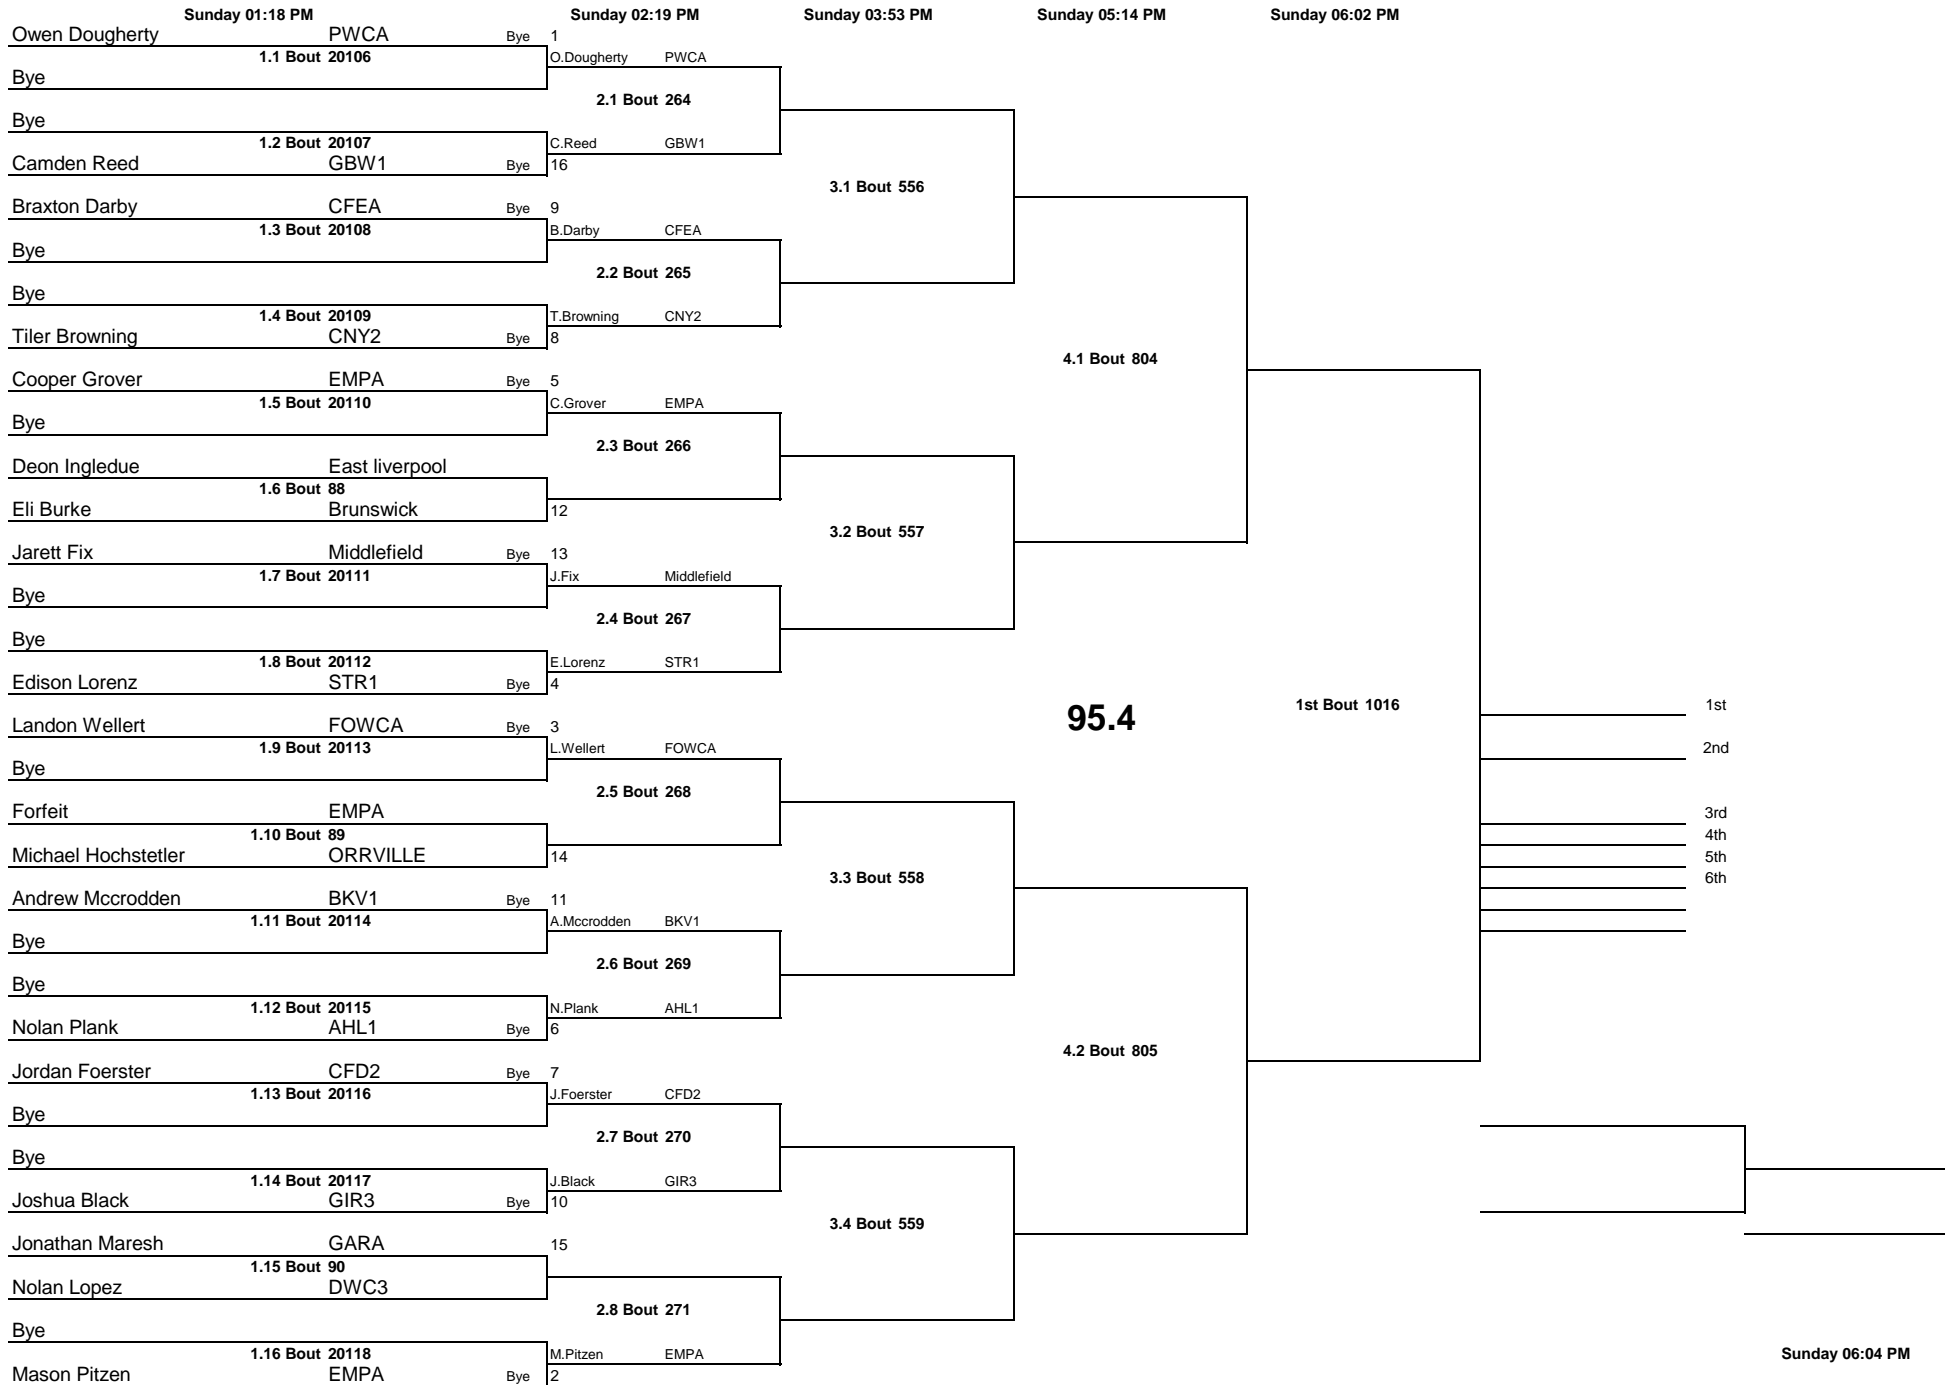 Sunday 01:18 PM Sunday 02:19 PM Sunday 03:53 PM Sunday 05:14 PM Sunday 06:02 PM
Owen Dougherty PWCA Bye 1
1.1 Bout 20106 O.Dougherty PWCA
Bye
2.1 Bout 264
Bye
1.2 Bout 20107 C.Reed GBW1
Camden Reed GBW1 Bye 16
3.1 Bout 556
Braxton Darby CFEA Bye 9
1.3 Bout 20108 B.Darby CFEA
Bye
2.2 Bout 265
Bye
1.4 Bout 20109 T.Browning CNY2
Tiler Browning CNY2 Bye 8
4.1 Bout 804
Cooper Grover EMPA Bye 5
1.5 Bout 20110 C.Grover EMPA
Bye
2.3 Bout 266
Deon Ingledue East liverpool
1.6 Bout 88
Eli Burke Brunswick 12
3.2 Bout 557
Jarett Fix Middlefield Bye 13
1.7 Bout 20111 J.Fix Middlefield
Bye
2.4 Bout 267
Bye
1.8 Bout 20112 E.Lorenz STR1
Edison Lorenz STR1 Bye 4
95.4 1st Bout 1016 1st
Landon Wellert FOWCA Bye 3
1.9 Bout 20113 L.Wellert FOWCA 2nd
Bye
2.5 Bout 268
Forfeit EMPA 3rd
1.10 Bout 89 4th
Michael Hochstetler ORRVILLE 14 5th
3.3 Bout 558 6th
Andrew Mccrodden BKV1 Bye 11
1.11 Bout 20114 A.Mccrodden BKV1
Bye
2.6 Bout 269
Bye
1.12 Bout 20115 N.Plank AHL1
Nolan Plank AHL1 Bye 6
4.2 Bout 805
Jordan Foerster CFD2 Bye 7
1.13 Bout 20116 J.Foerster CFD2
Bye
2.7 Bout 270
Bye
1.14 Bout 20117 J.Black GIR3
Joshua Black GIR3 Bye 10
3.4 Bout 559
Jonathan Maresh GARA 15
1.15 Bout 90
Nolan Lopez DWC3
2.8 Bout 271
Bye
1.16 Bout 20118 M.Pitzen EMPA Sunday 06:04 PM
Mason Pitzen EMPA Bye 2